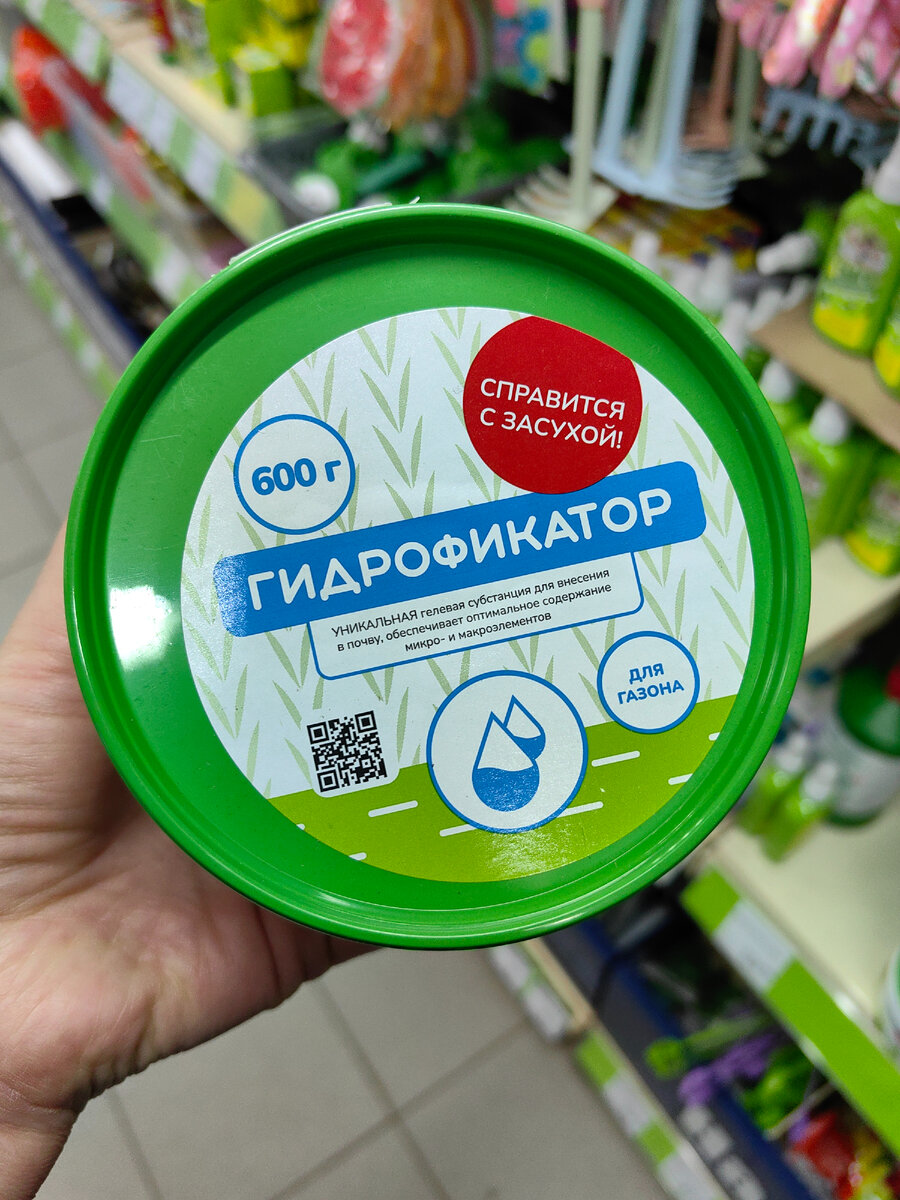 СПРАВИТСЯ
С ЗАСУХОЙ!
600 г
ГИДРОФИКАТОР
УНИКАЛЬНАЯ гелевая субстанция для внесения
в почву, обеспечивает оптимальное содержание
микро- и макроэлементов
ДЛЯ
ГАЗОНА